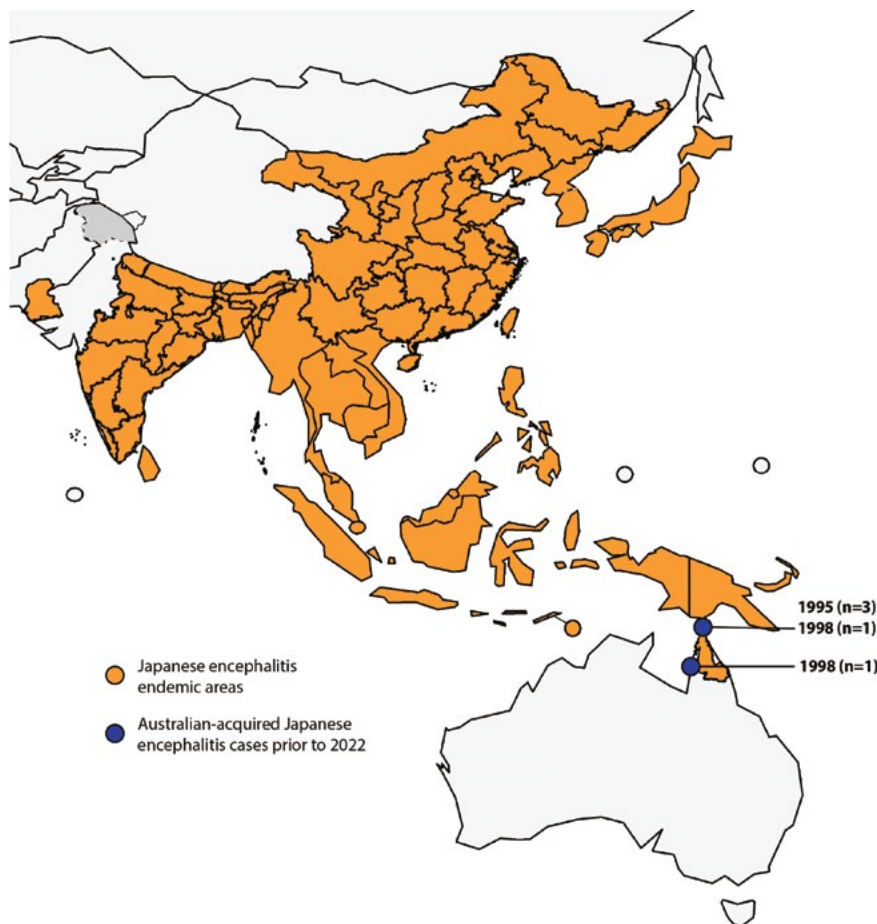 1995 (n=3)
1998 (n=1)
1998 (n=1)
Japanese encephalitis
endemic areas
Australian-acquired Japanese
encephalitis cases prior to 2022